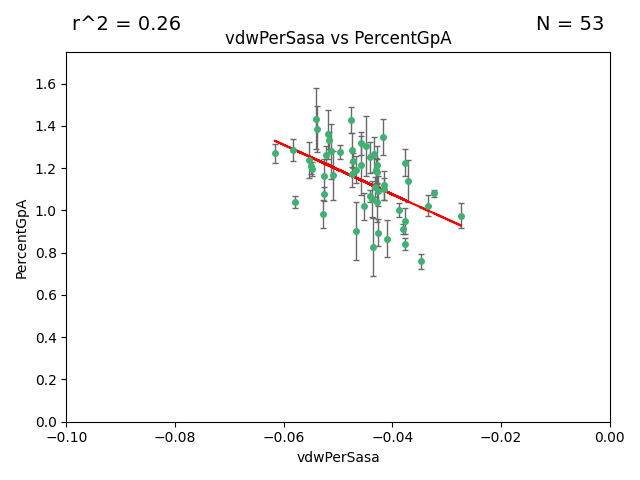 r^2 = 0.26
N = 53
vdwPerSasa vs PercentGpA
1.6
1.4
1.2
1.0
0.8
0.6
0.4
0.2
0.0
PercentGpA
−0.10 −0.08 −0.06 −0.04 −0.02 0.00
vdwPerSasa